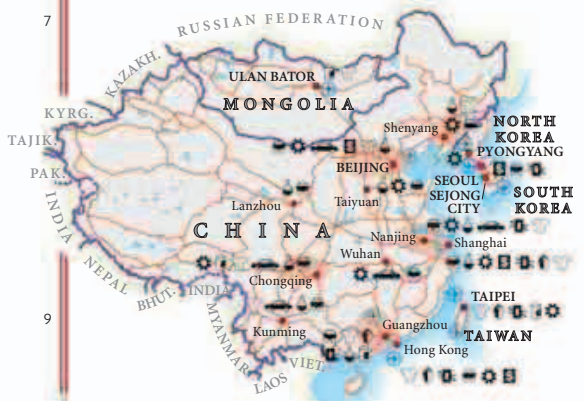 7
RUSSIAN FEDERATION
KAZAKH.
ULAN BATOR
MONGOLIA
KYRG.
Shenyang
NORTH
KOREA
TAJIK.
PYONGYANG
BEIJING
PAK.
SEOUL
SEJONG
CITY
SOUTH
KOREA
Lanzhou
Taiyuan
INDIA
CHINA
Nanjing
Shanghai
Wuhan
NEPAL
Chongqing
BHUT.
INDIA
TAIPEI
9
MYANMAR
Kunming
Guangzhou
TAIWAN
Hong Kong
VIET.
LAOS